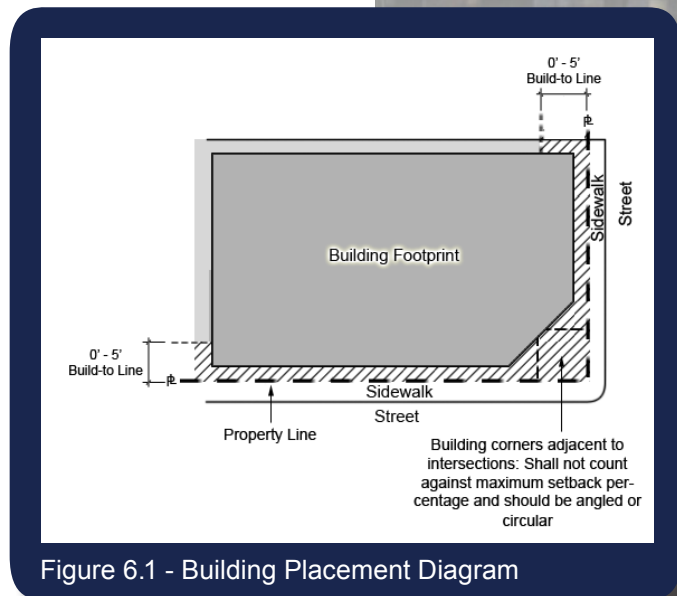 0' - 5'
Build-to Line
PL
Sidewalk
Street
Building Footprint
0' - 5'
Build-to Line
PL
Sidewalk
Street
Property Line
Building corners adjacent to
intersections: Shall not count
against maximum setback per-
centage and should be angled or
circular
Figure 6.1 - Building Placement Diagram